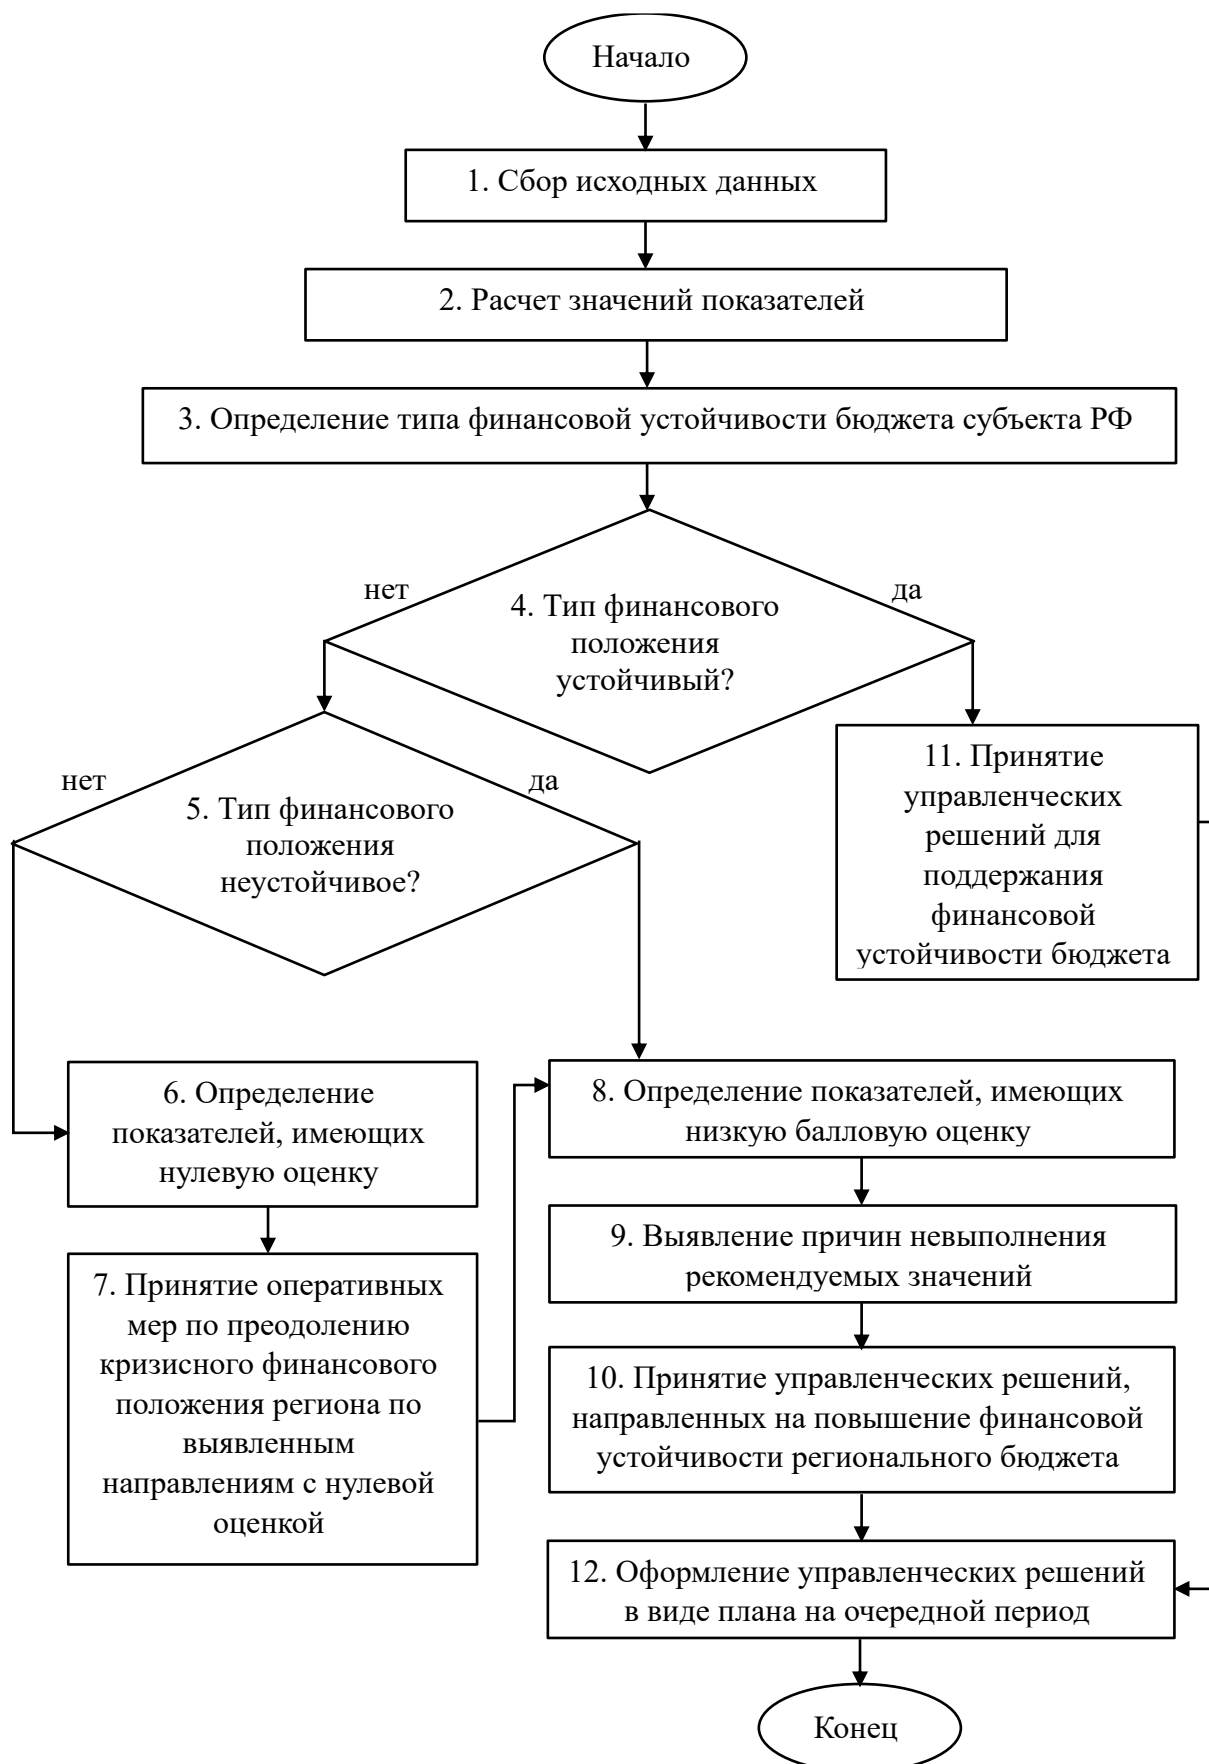 Начало
1. Сбор исходных данных
2. Расчет значений показателей
3. Определение типа финансовой устойчивости бюджета субъекта РФ
нет
да
4. Тип финансового
положения
устойчивый?
нет
да
5. Тип финансового
положения
неустойчивое?
11. Принятие
управленческих
решений для
поддержания
финансовой
устойчивости бюджета
6. Определение
показателей, имеющих
нулевую оценку
7. Принятие оперативных
мер по преодолению
кризисного финансового
положения региона по
выявленным
направлениям с нулевой
оценкой
8. Определение показателей, имеющих
низкую балловую оценку
9. Выявление причин невыполнения
рекомендуемых значений
10. Принятие управленческих решений,
направленных на повышение финансовой
устойчивости регионального бюджета
12. Оформление управленческих решений
в виде плана на очередной период
Конец